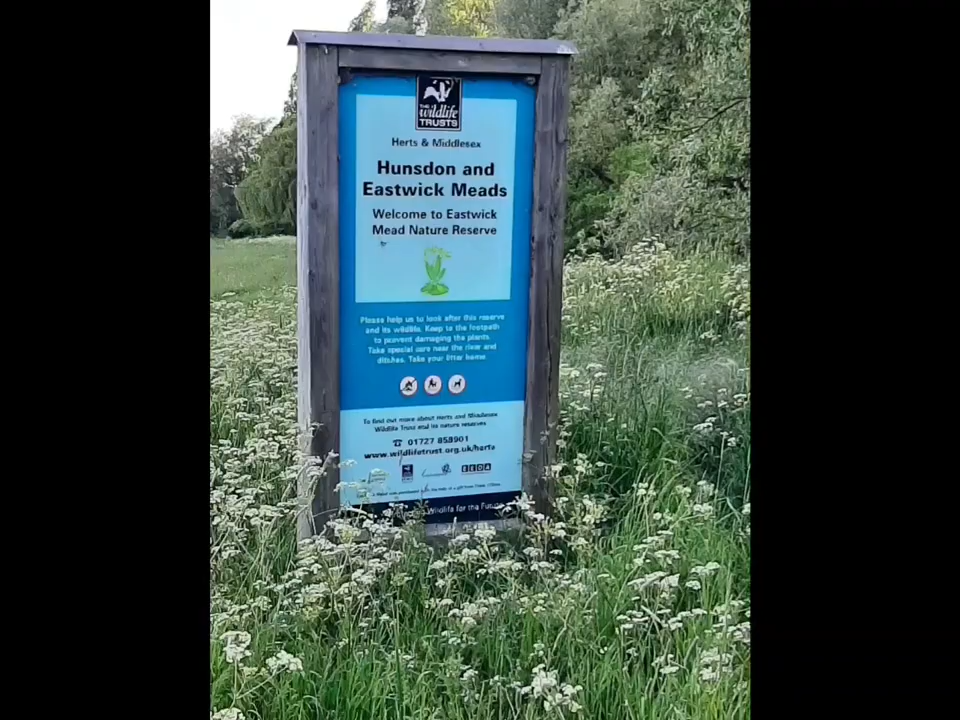 THE
wildlife
TRUSTS
Herts & Middlesex
Hunsdon and
Eastwick Meads
Welcome to Eastwick
Mead Nature Reserve
Please help us to look after this reserve
and its wildlife. Keep to the footpath
to prevent damaging the plants.
Take special care near the river and
ditches. Take your litter home.
To find out more about Herts and Middlesex
Wildlife Trust and its nature reserves
01727 858901
www.wildlifetrust.org.uk/herts
EEDA
Wildlife for the Future